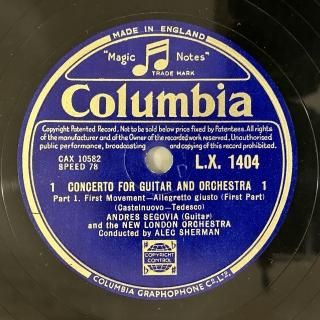 MADE IN ENGLAND
"Magic Notes"
TRADE MARK
Columbia
Copyright Patented Record. Not to be sold below price fixed by Patentees. All rights
of the manufacturer and of the Owner of the recorded work reserved. Unauthorised
public performance, broadcasting and copying of this record prohibited.
CAX 10582
SPEED 78
L.X. 1404
1 CONCERTO FOR GUITAR AND ORCHESTRA 1
Part 1. First Movement—Allegretto giusto (First Part)
(Castelnuovo—Tedesco)
ANDRES SEGOVIA (Guitar)
and the NEW LONDON ORCHESTRA
Conducted by ALEC SHERMAN
COPYRIGHT
CONTROL
COLUMBIA GRAPHOPHONE Co. LTD.